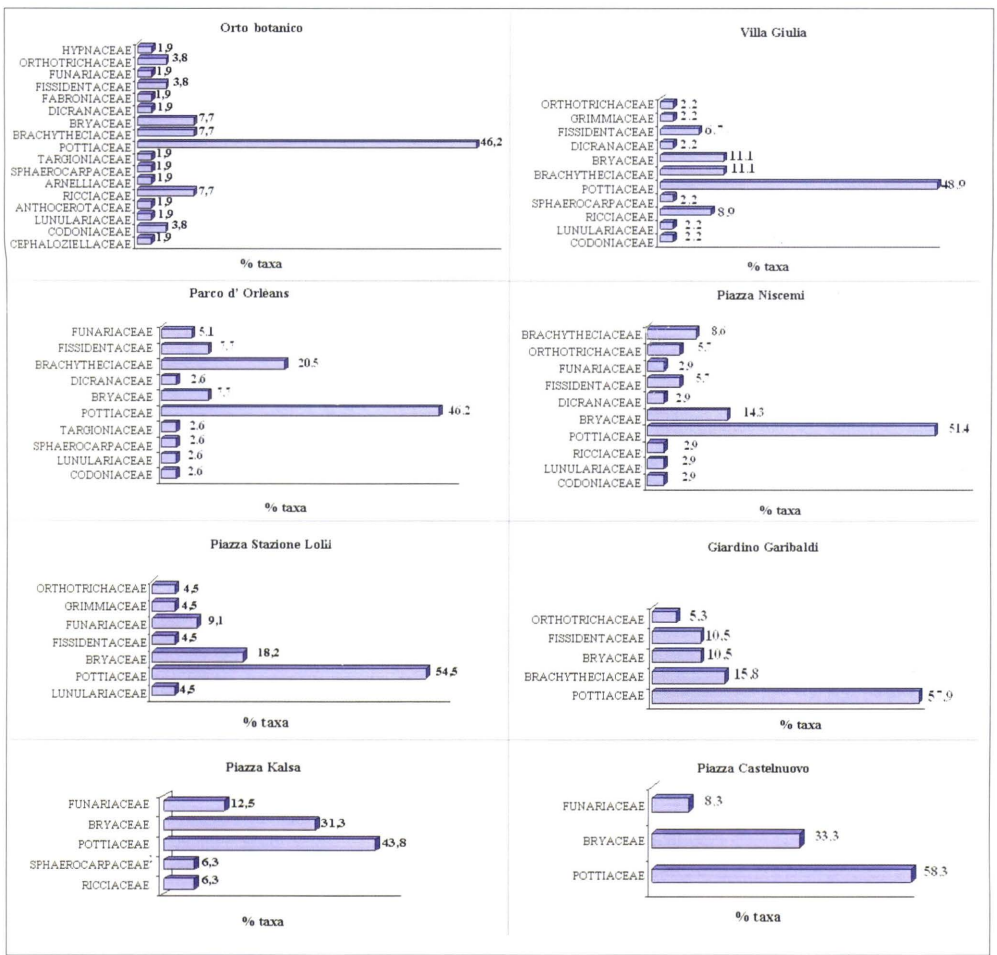 Orto botanico
HYPNACEAE 1,9
ORTHOTRICHACEAE 3,8
FUNARIACEAE 1,9
FISSIDENTACEAE 3,8
FABRONIACEAE 1,9
DICRANACEAE 1,9
BRYACEAE 7,7
BRACHYTHECIACEAE 7,7
POTTIACEAE 46,2
TARGIONACEAE 1,9
SPHAEROCARPACEAE 1,9
ARNELLIACEAE 1,9
RICCIACEAE 7,7
ANTHOCEROTACEAE 1,9
LUNULARIACEAE 1,9
CODONIACEAE 3,8
CEPHALOZIELLACEAE 1,9
% taxa
Villa Giulia
ORTHOTRICHACEAE 2.2
GRIMMIACEAE 2.2
FISSIDENTACEAE 6.7
DICRANACEAE 2.2
BRYACEAE 11.1
BRACHYTHECIACEAE 11.1
POTTIACEAE 48.9
SPHAEROCARPACEAE 2.2
RICCIACEAE 8.9
LUNULARIACEAE 2.2
CODONIACEAE 2.2
% taxa
Parco d' Orléans
FUNARIACEAE 5.1
FISSIDENTACEAE 7.7
BRACHYTHECIACEAE 20.5
DICRANACEAE 2.6
BRYACEAE 7.7
POTTIACEAE 46.2
TARGIONACEAE 2.6
SPHAEROCARPACEAE 2.6
LUNULARIACEAE 2.6
CODONIACEAE 2.6
% taxa
Piazza Niscemi
BRACHYTHECIACEAE 8.6
ORTHOTRICHACEAE 5.7
FUNARIACEAE 2.9
FISSIDENTACEAE 5.7
DICRANACEAE 2.9
BRYACEAE 14.3
POTTIACEAE 51.4
RICCIACEAE 2.9
LUNULARIACEAE 2.9
CODONIACEAE 2.9
% taxa
Piazza Stazione Lolli
ORTHOTRICHACEAE 4,5
GRIMMIACEAE 4,5
FUNARIACEAE 9,1
FISSIDENTACEAE 4,5
BRYACEAE 18,2
POTTIACEAE 54,5
LUNULARIACEAE 4,5
% taxa
Giardino Garibaldi
ORTHOTRICHACEAE 5.3
FISSIDENTACEAE 10.5
BRYACEAE 10.5
BRACHYTHECIACEAE 15.8
POTTIACEAE 57.9
% taxa
Piazza Kalsa
FUNARIACEAE 12,5
BRYACEAE 31,3
POTTIACEAE 43,8
SPHAEROCARPACEAE 6,3
RICCIACEAE 6,3
% taxa
Piazza Castelnuovo
FUNARIACEAE 8.3
BRYACEAE 33.3
POTTIACEAE 58.3
% taxa